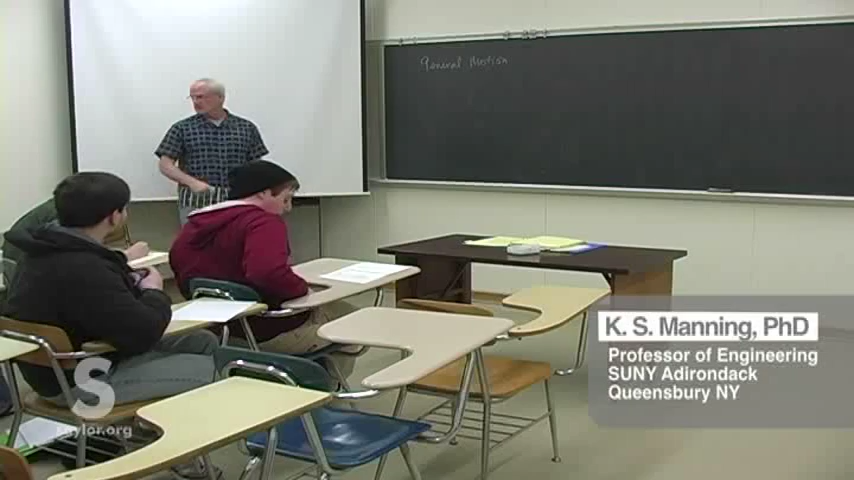 General Motion
K. S. Manning, PhD
Professor of Engineering
SUNY Adirondack
Queensbury NY
S
saylor.org